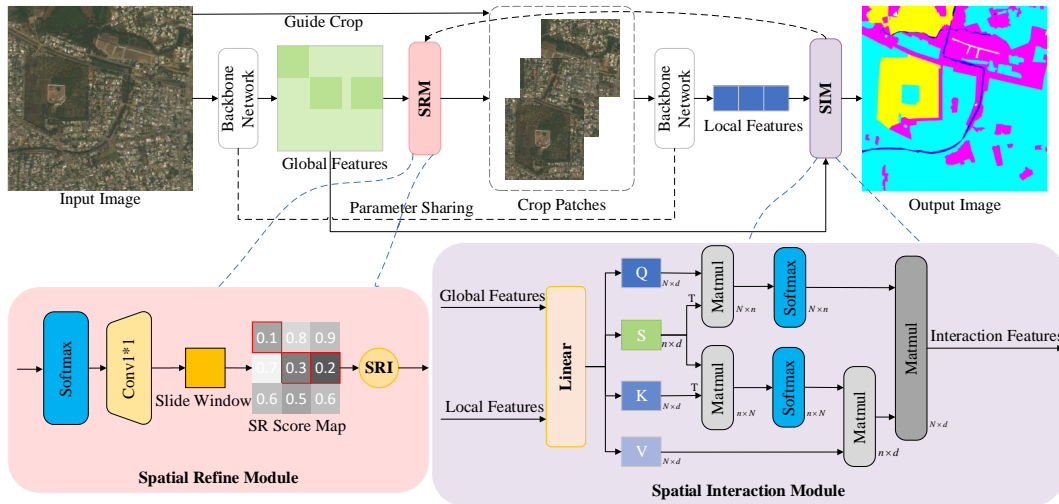 Guide Crop
Backbone
Network
Global Features
SRM
Crop Patches
Backbone
Network
Local Features
SIM
Input Image
Output Image
Parameter Sharing
Softmax
Conv1*1
Slide Window
0.1 0.8 0.9
0.7 0.3 0.2
0.6 0.5 0.6
SR Score Map
SRI
Spatial Refine Module
Global Features
Local Features
Linear
Q
N×d
S
n×d
K
N×d
V
T
T
Matmul
N×n
Softmax
N×n
Matmul
n×N
Softmax
n×N
Matmul
n×d
Matmul
N×d
Interaction Features
Spatial Interaction Module